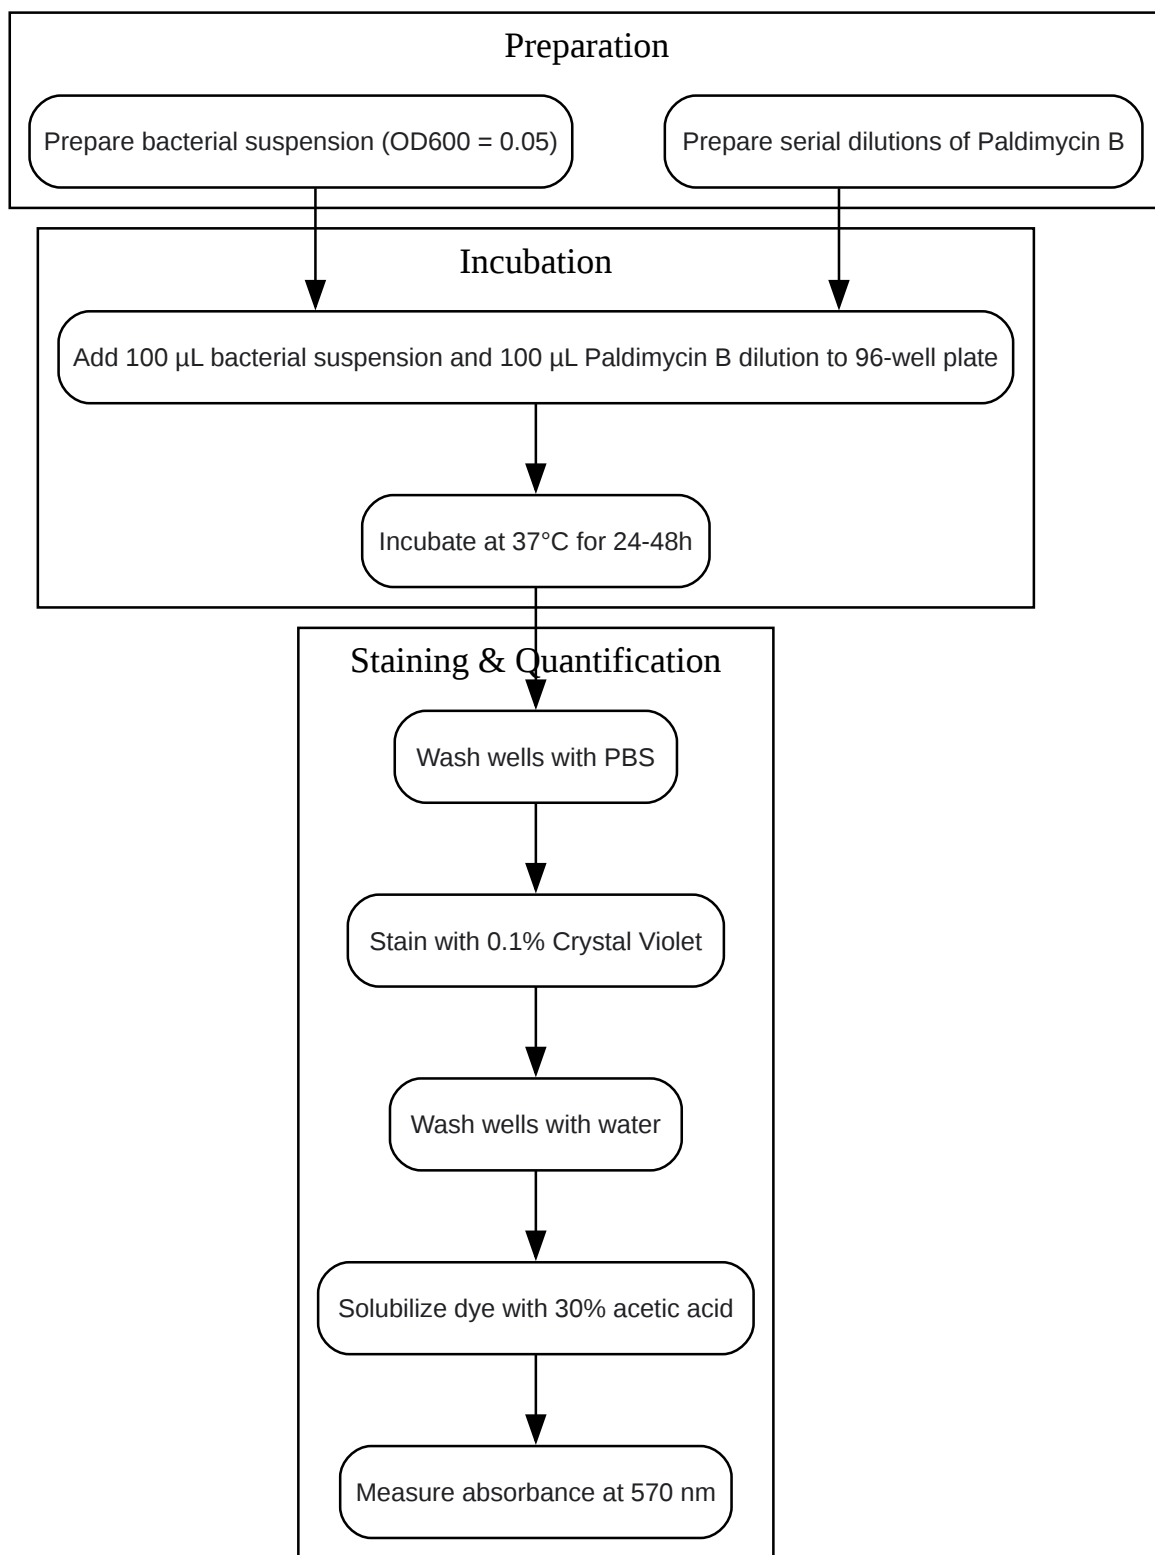 Preparation
Prepare bacterial suspension (OD600 = 0.05)
Prepare serial dilutions of Paldimycin B
Incubation
Add 100 µL bacterial suspension and 100 µL Paldimycin B dilution to 96-well plate
Incubate at 37°C for 24-48h
Staining & Quantification
Wash wells with PBS
Stain with 0.1% Crystal Violet
Wash wells with water
Solubilize dye with 30% acetic acid
Measure absorbance at 570 nm